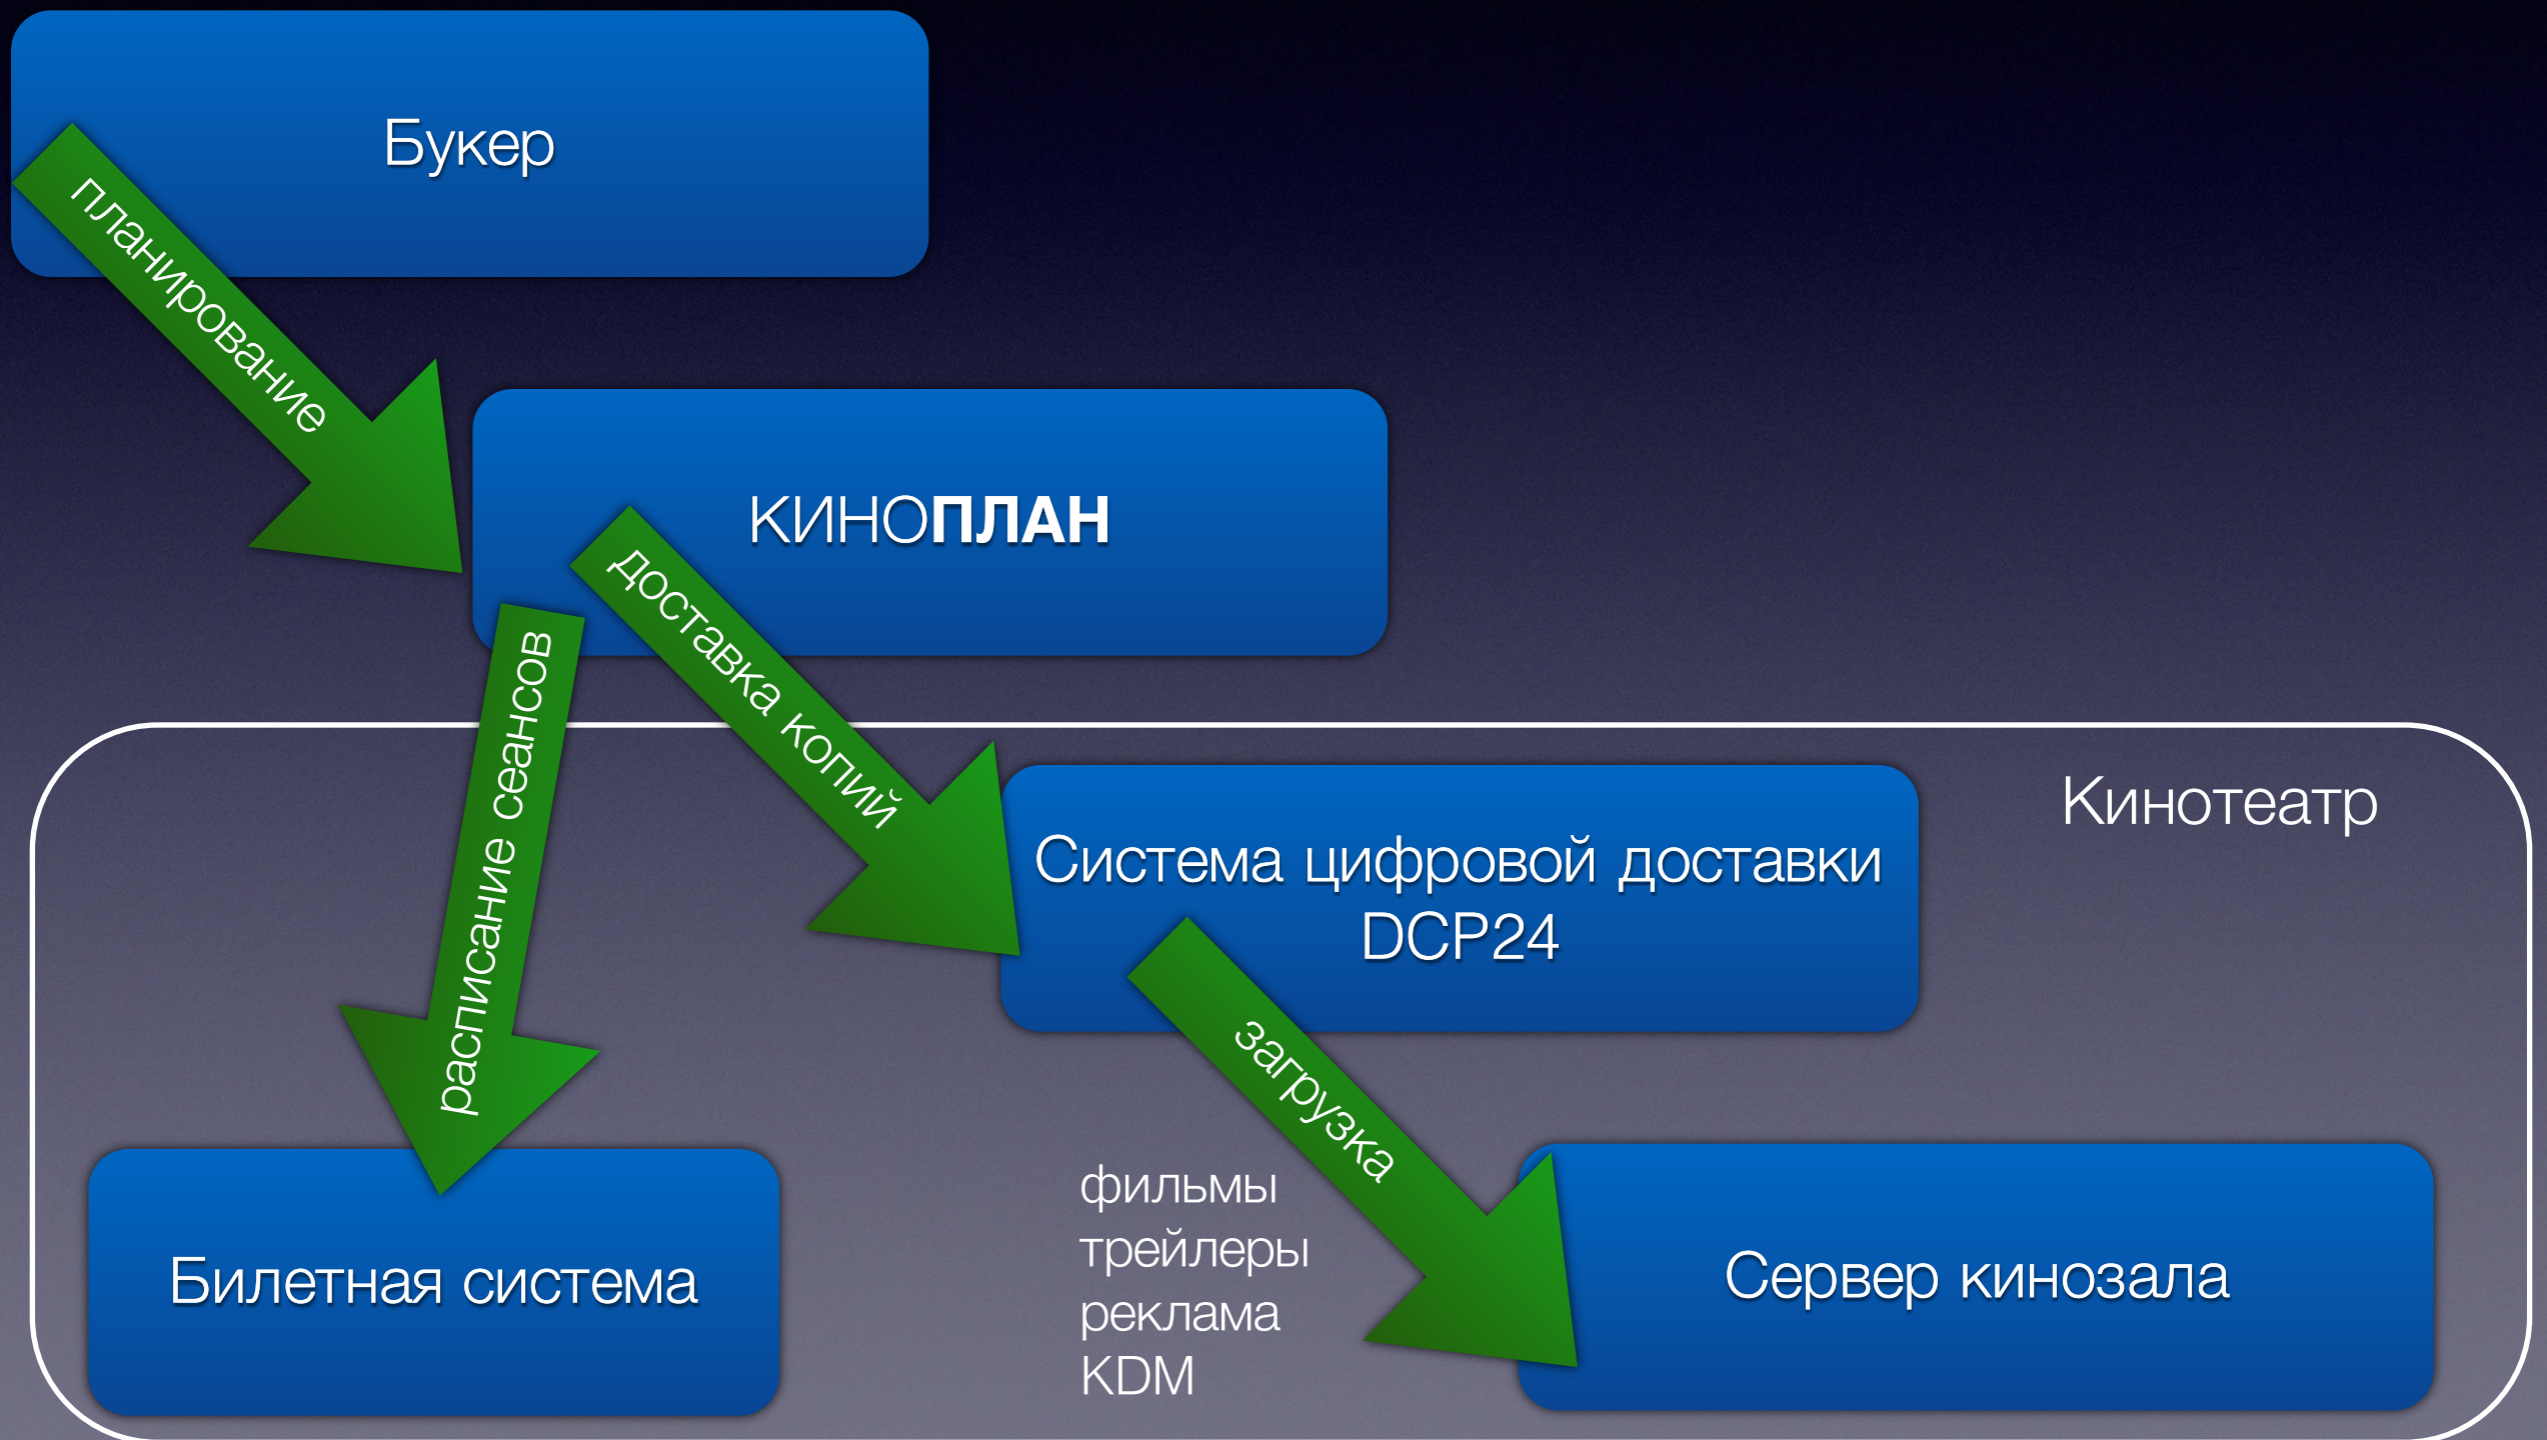 Букер
планирование
КИНОПЛАН
доставка копий
расписание сеансов
Кинотеатр
Система цифровой доставки
DCP24
загрузка
Билетная система
фильмы
трейлеры
реклама
KDM
Сервер кинозала